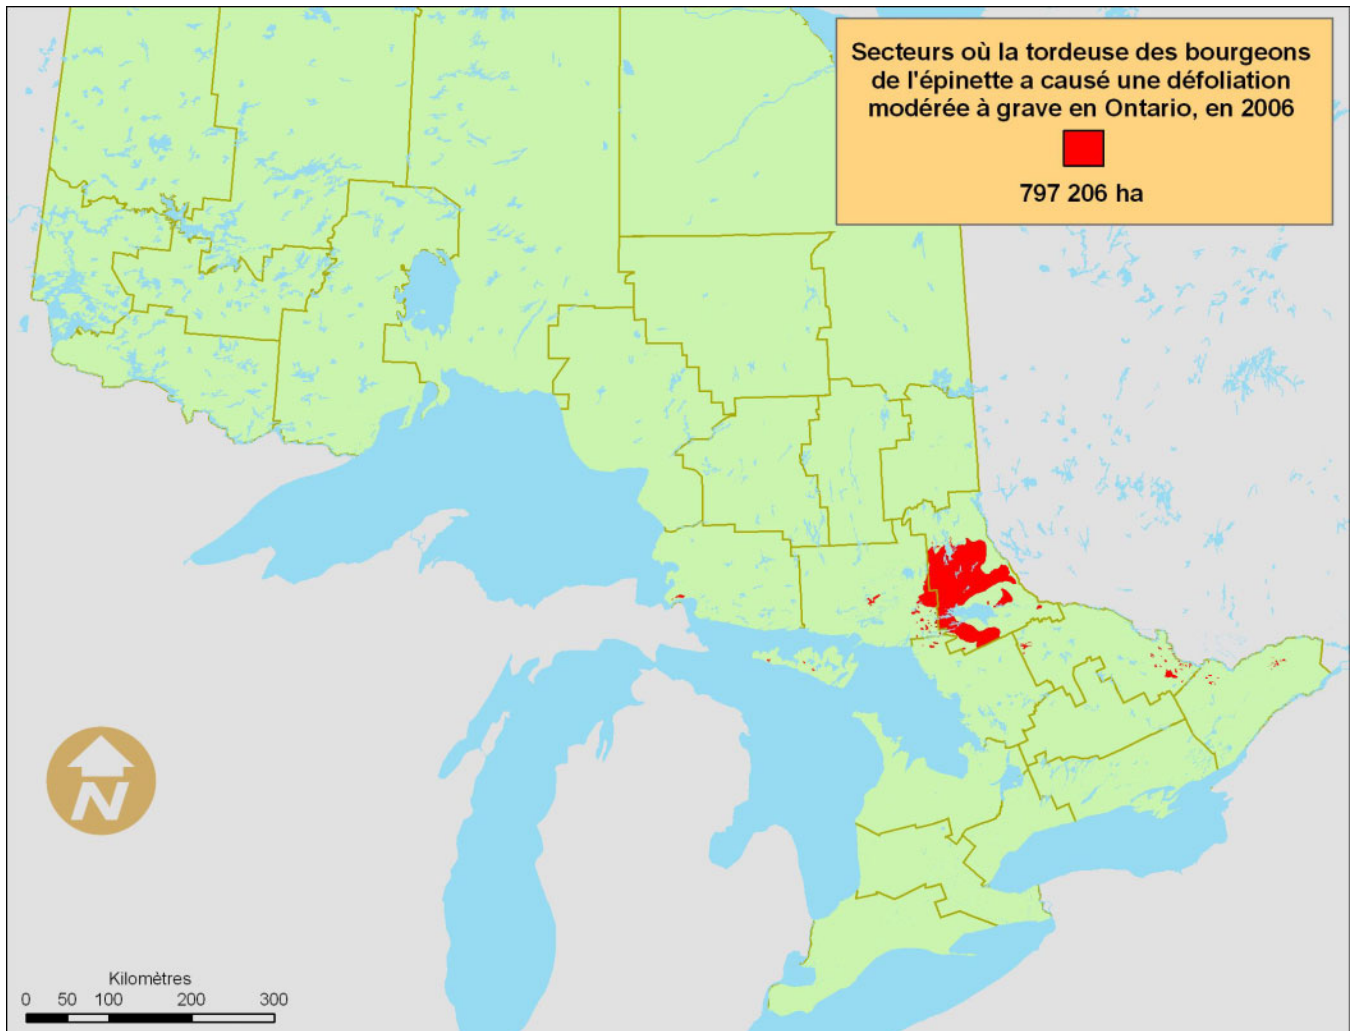 Secteurs où la tordeuse des bourgeons
de l'épinette a causé une défoliation
modérée à grave en Ontario, en 2006
797 206 ha
N
Kilomètres
0 50 100 200 300